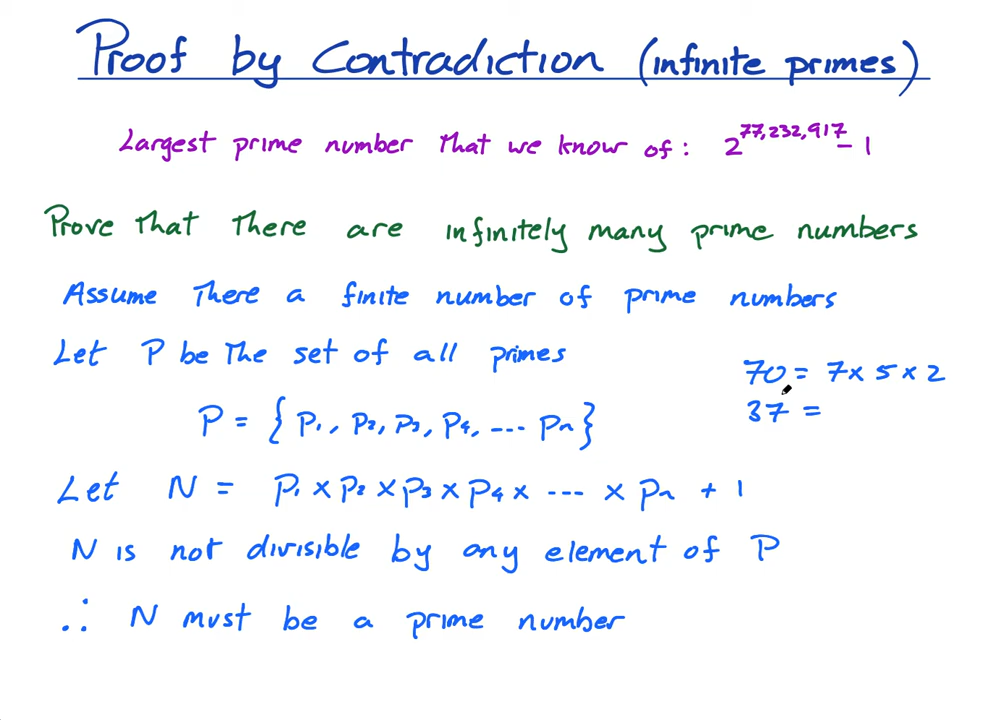 Proof by Contradiction (infinite primes)
Largest prime number that we know of: 2^77,232,917 - 1
Prove that there are infinitely many prime numbers
Assume there a finite number of prime numbers
Let P be the set of all primes
P = { P₁, P₂, P₃, P₄, ... Pₙ }
70 = 7 × 5 × 2
37 =
Let N = P₁ × P₂ × P₃ × P₄ × ... × Pₙ + 1
N is not divisible by any element of P
∴ N must be a prime number